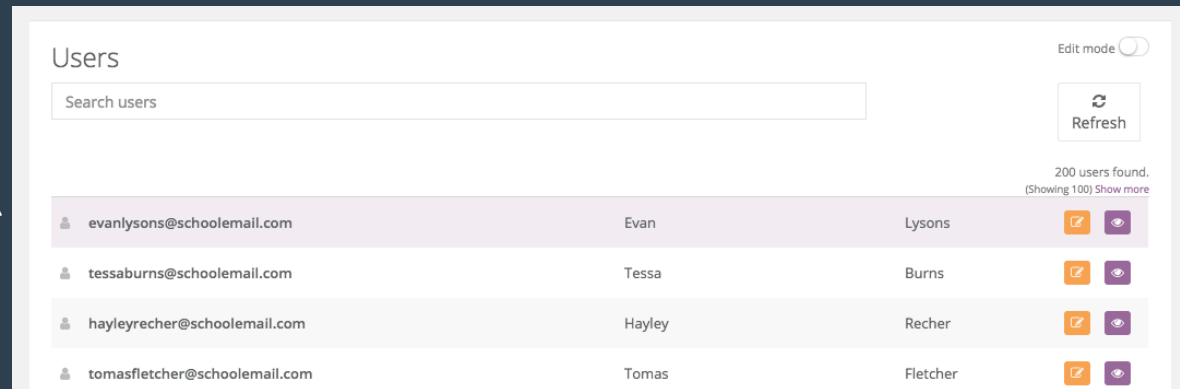 Users
Edit mode
Search users
Refresh
200 users found.
(Showing 100) Show more
evanlysons@schoolemail.com Evan Lysons
tessaburns@schoolemail.com Tessa Burns
hayleyrecher@schoolemail.com Hayley Recher
tomasfletcher@schoolemail.com Tomas Fletcher